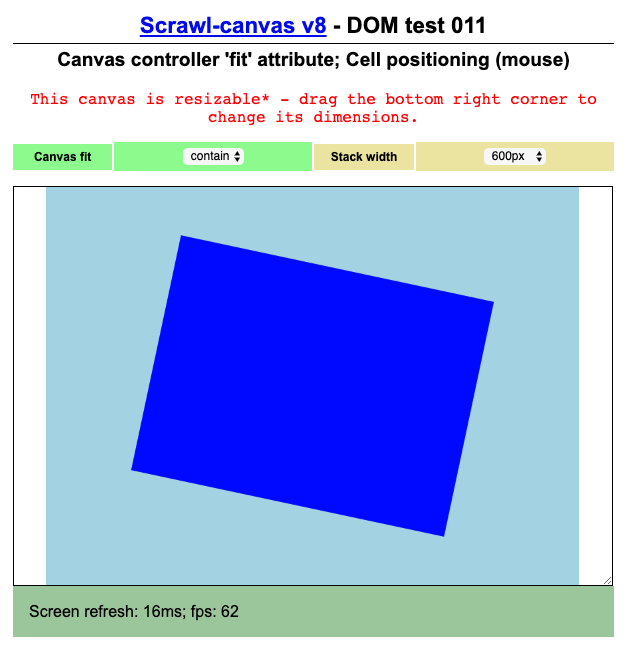 Scrawl-canvas v8 - DOM test 011
Canvas controller 'fit' attribute; Cell positioning (mouse)
This canvas is resizable* - drag the bottom right corner to
change its dimensions.
Canvas fit contain Stack width 600px
Screen refresh: 16ms; fps: 62